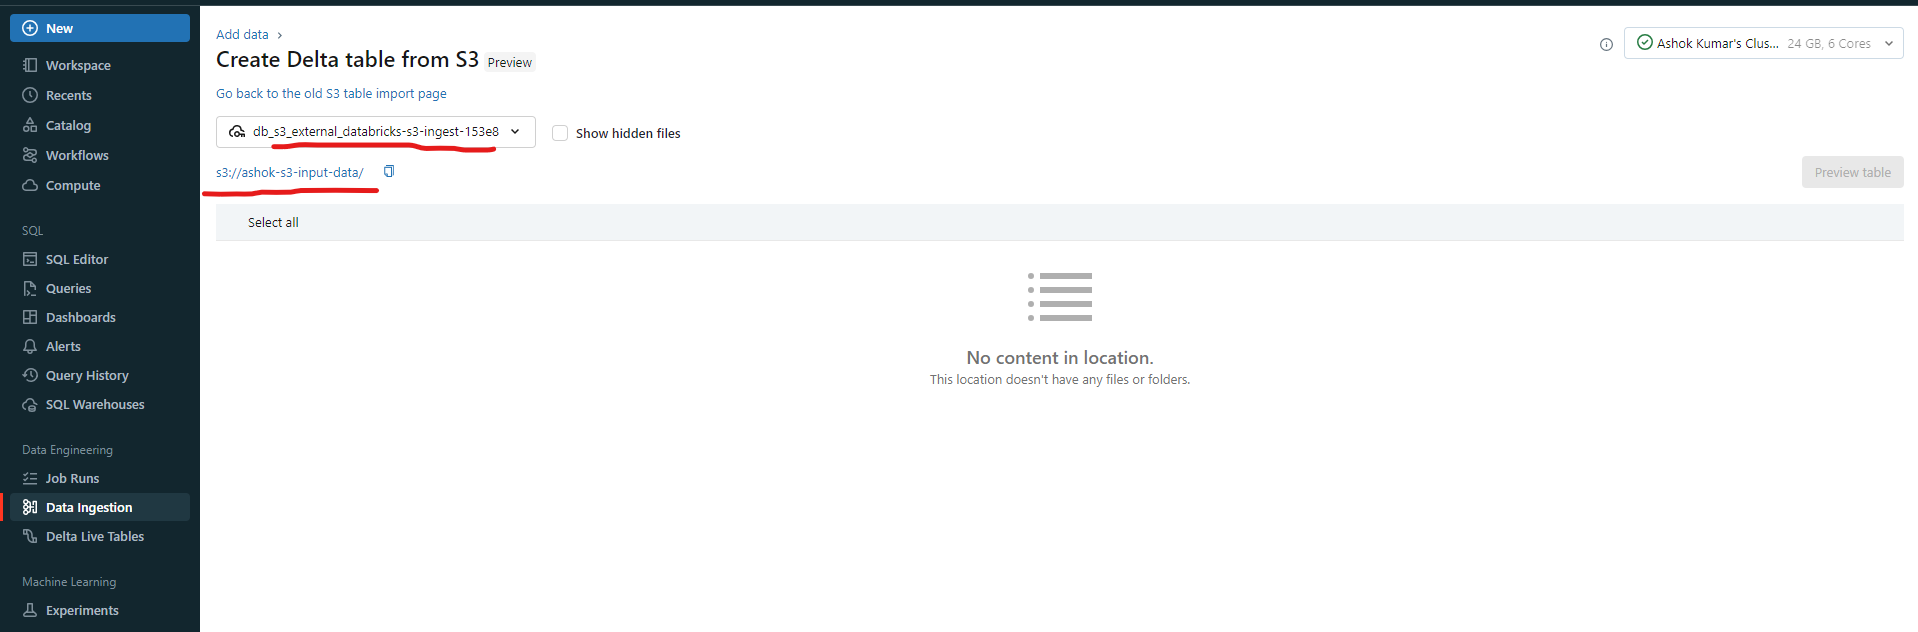 New
Workspace
Recents
Catalog
Workflows
Compute
SQL
SQL Editor
Queries
Dashboards
Alerts
Query History
SQL Warehouses
Data Engineering
Job Runs
Data Ingestion
Delta Live Tables
Machine Learning
Experiments
Add data ›
Create Delta table from S3 Preview
Ashok Kumar's Clus... 24 GB, 6 Cores
Go back to the old S3 table import page
db_s3_external_databricks-s3-ingest-153e8
Show hidden files
s3://ashok-s3-input-data/
Preview table
Select all
No content in location.
This location doesn't have any files or folders.